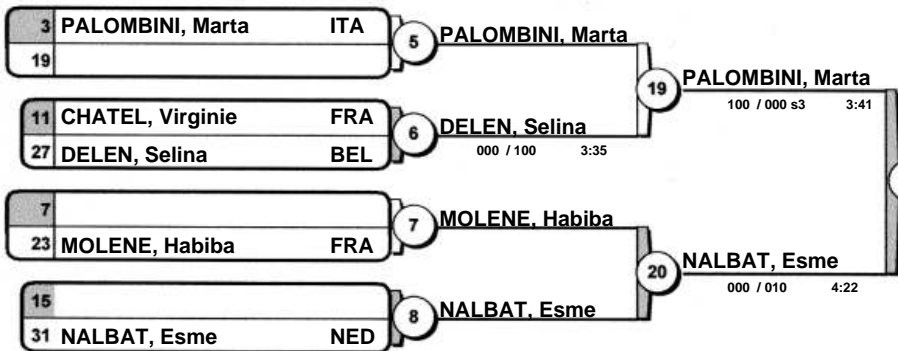 3 PALOMBINI, Marta ITA
19
5 PALOMBINI, Marta
11 CHATEL, Virginie FRA
27 DELEN, Selina BEL
6 DELEN, Selina
000 / 100 3:35
19 PALOMBINI, Marta
100 / 000 s3 3:41
7
23 MOLENE, Habiba FRA
7 MOLENE, Habiba
15
31 NALBAT, Esme NED
8 NALBAT, Esme
20 NALBAT, Esme
000 / 010 4:22